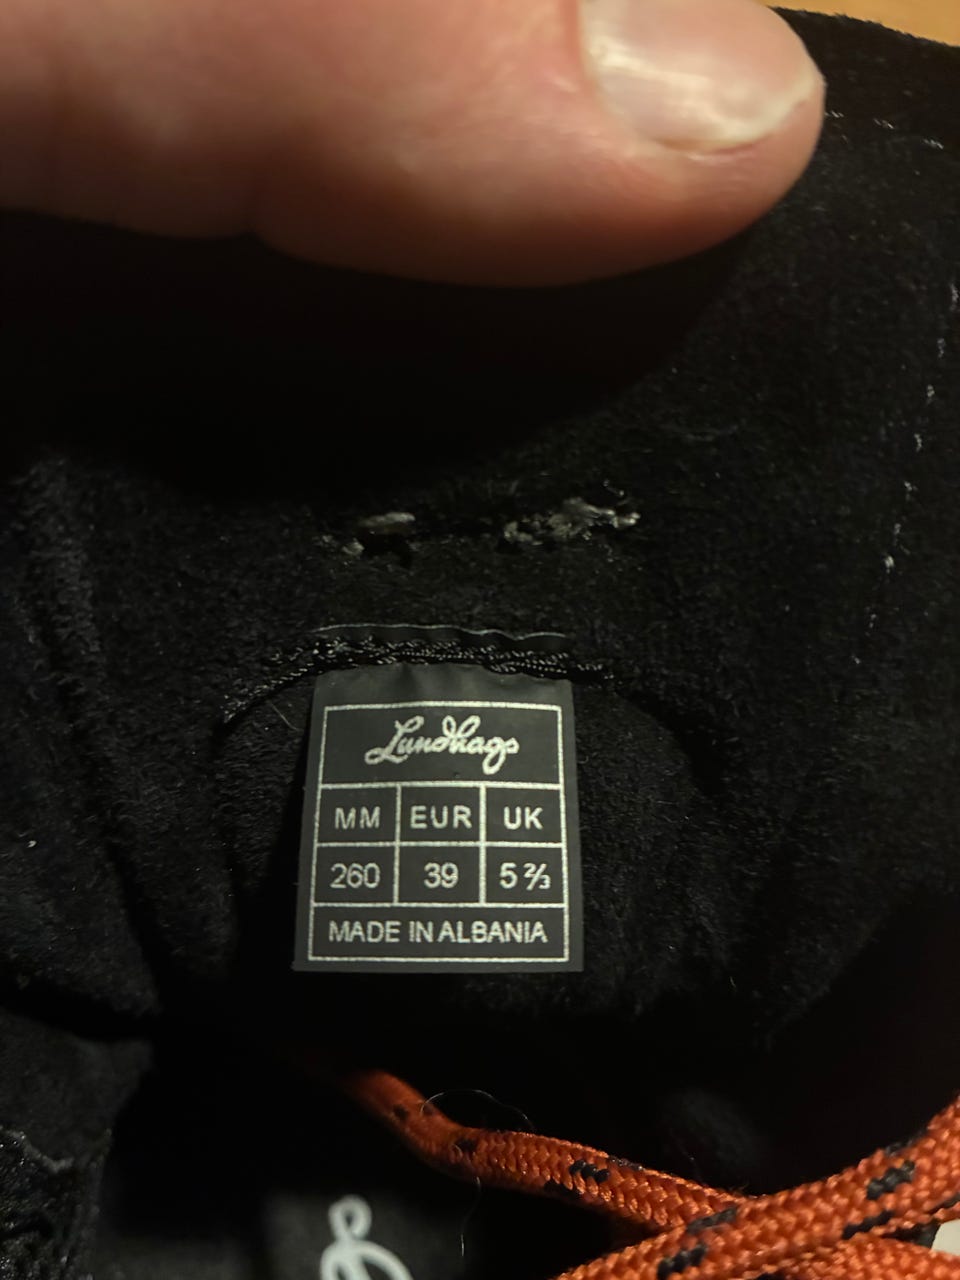 Lundhags
MM EUR UK
260 39 5 ⅔
MADE IN ALBANIA